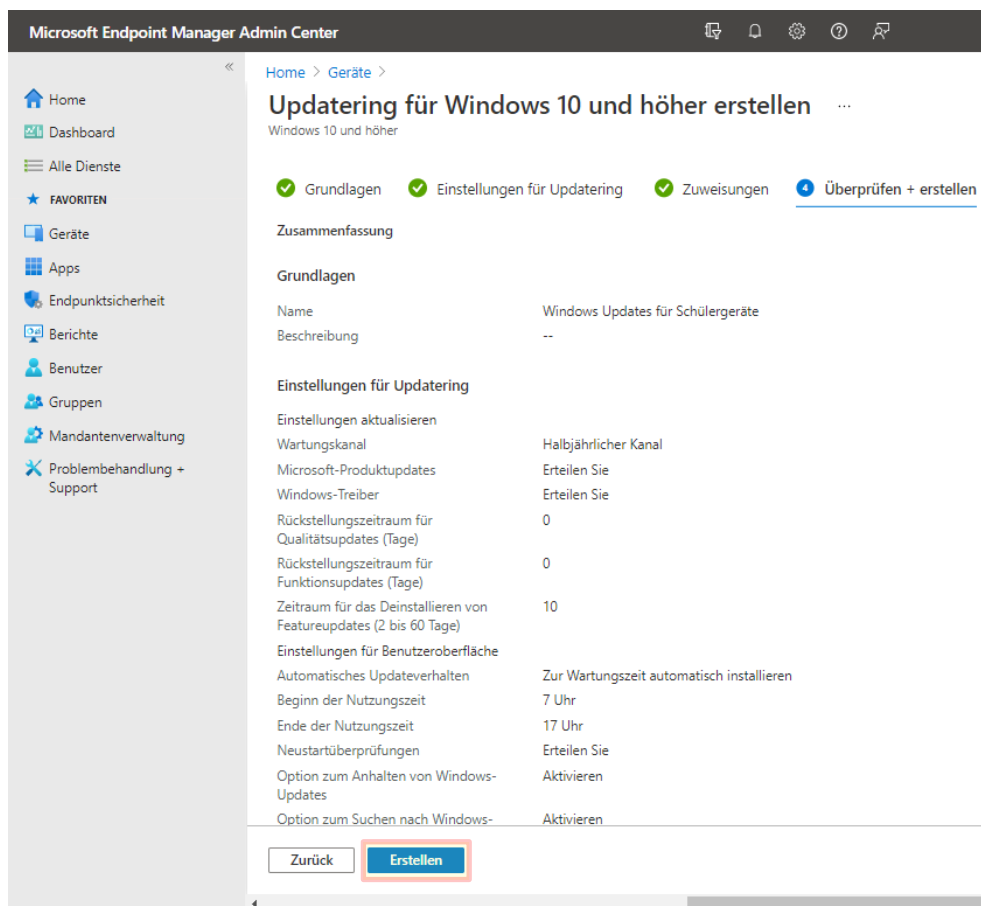 Microsoft Endpoint Manager Admin Center
Home
Dashboard
Alle Dienste
FAVORITEN
Geräte
Apps
Endpunktsicherheit
Berichte
Benutzer
Gruppen
Mandantenverwaltung
Problembehandlung +
Support
Home > Geräte >
Updatering für Windows 10 und höher erstellen ...
Windows 10 und höher
Grundlagen Einstellungen für Updatering Zuweisungen 4 Überprüfen + erstellen
Zusammenfassung
Grundlagen
Name Windows Updates für Schülergeräte
Beschreibung --
Einstellungen für Updatering
Einstellungen aktualisieren
Wartungskanal Halbjährlicher Kanal
Microsoft-Produktupdates Erteilen Sie
Windows-Treiber Erteilen Sie
Rückstellungszeitraum für 0
Qualitätsupdates (Tage)
Rückstellungszeitraum für 0
Funktionsupdates (Tage)
Zeitraum für das Deinstallieren von 10
Featureupdates (2 bis 60 Tage)
Einstellungen für Benutzeroberfläche
Automatisches Updateverhalten Zur Wartungszeit automatisch installieren
Beginn der Nutzungszeit 7 Uhr
Ende der Nutzungszeit 17 Uhr
Neustartüberprüfungen Erteilen Sie
Option zum Anhalten von Windows- Aktivieren
Updates
Option zum Suchen nach Windows- Aktivieren
Zurück Erstellen